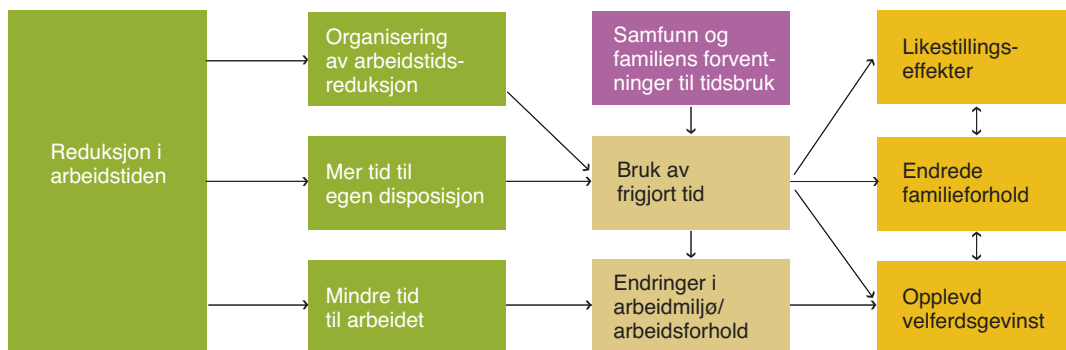 Reduksjon i
arbeidstiden
Organisering
av arbeidstids-
reduksjon
Mer tid til
egen disposisjon
Mindre tid
til arbeidet
Samfunn og
familiens forvent-
ninger til tidsbruk
Bruk av
frigjort tid
Endringer i
arbeidmiljø/
arbeidsforhold
Likestillings-
effekter
Endrede
familieforhold
Opplevd
velferdsgevinst